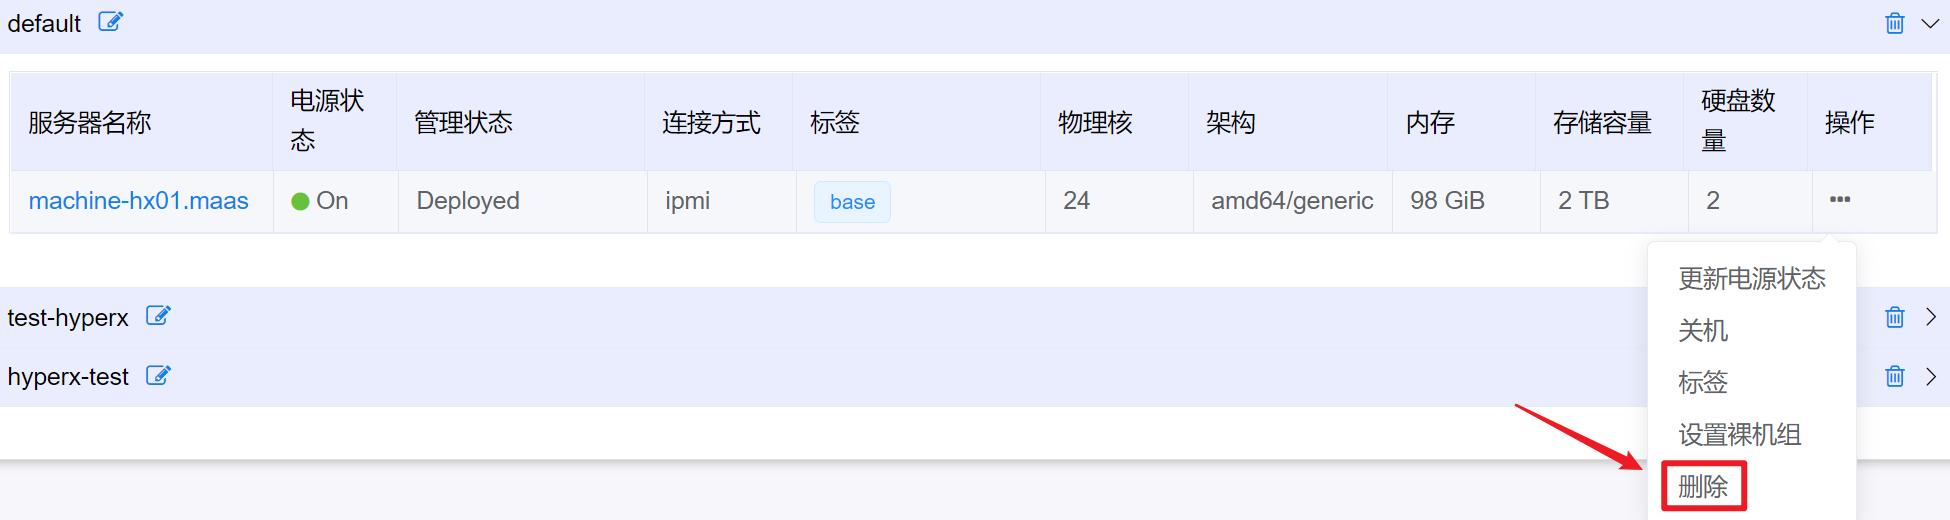 default
服务器名称 电源状态 管理状态 连接方式 标签 物理核 架构 内存 存储容量 硬盘数量 操作
machine-hx01.maas On Deployed ipmi base 24 amd64/generic 98 GiB 2 TB 2 •••
更新电源状态
test-hyperx
关机
hyperx-test
标签
设置裸机组
删除